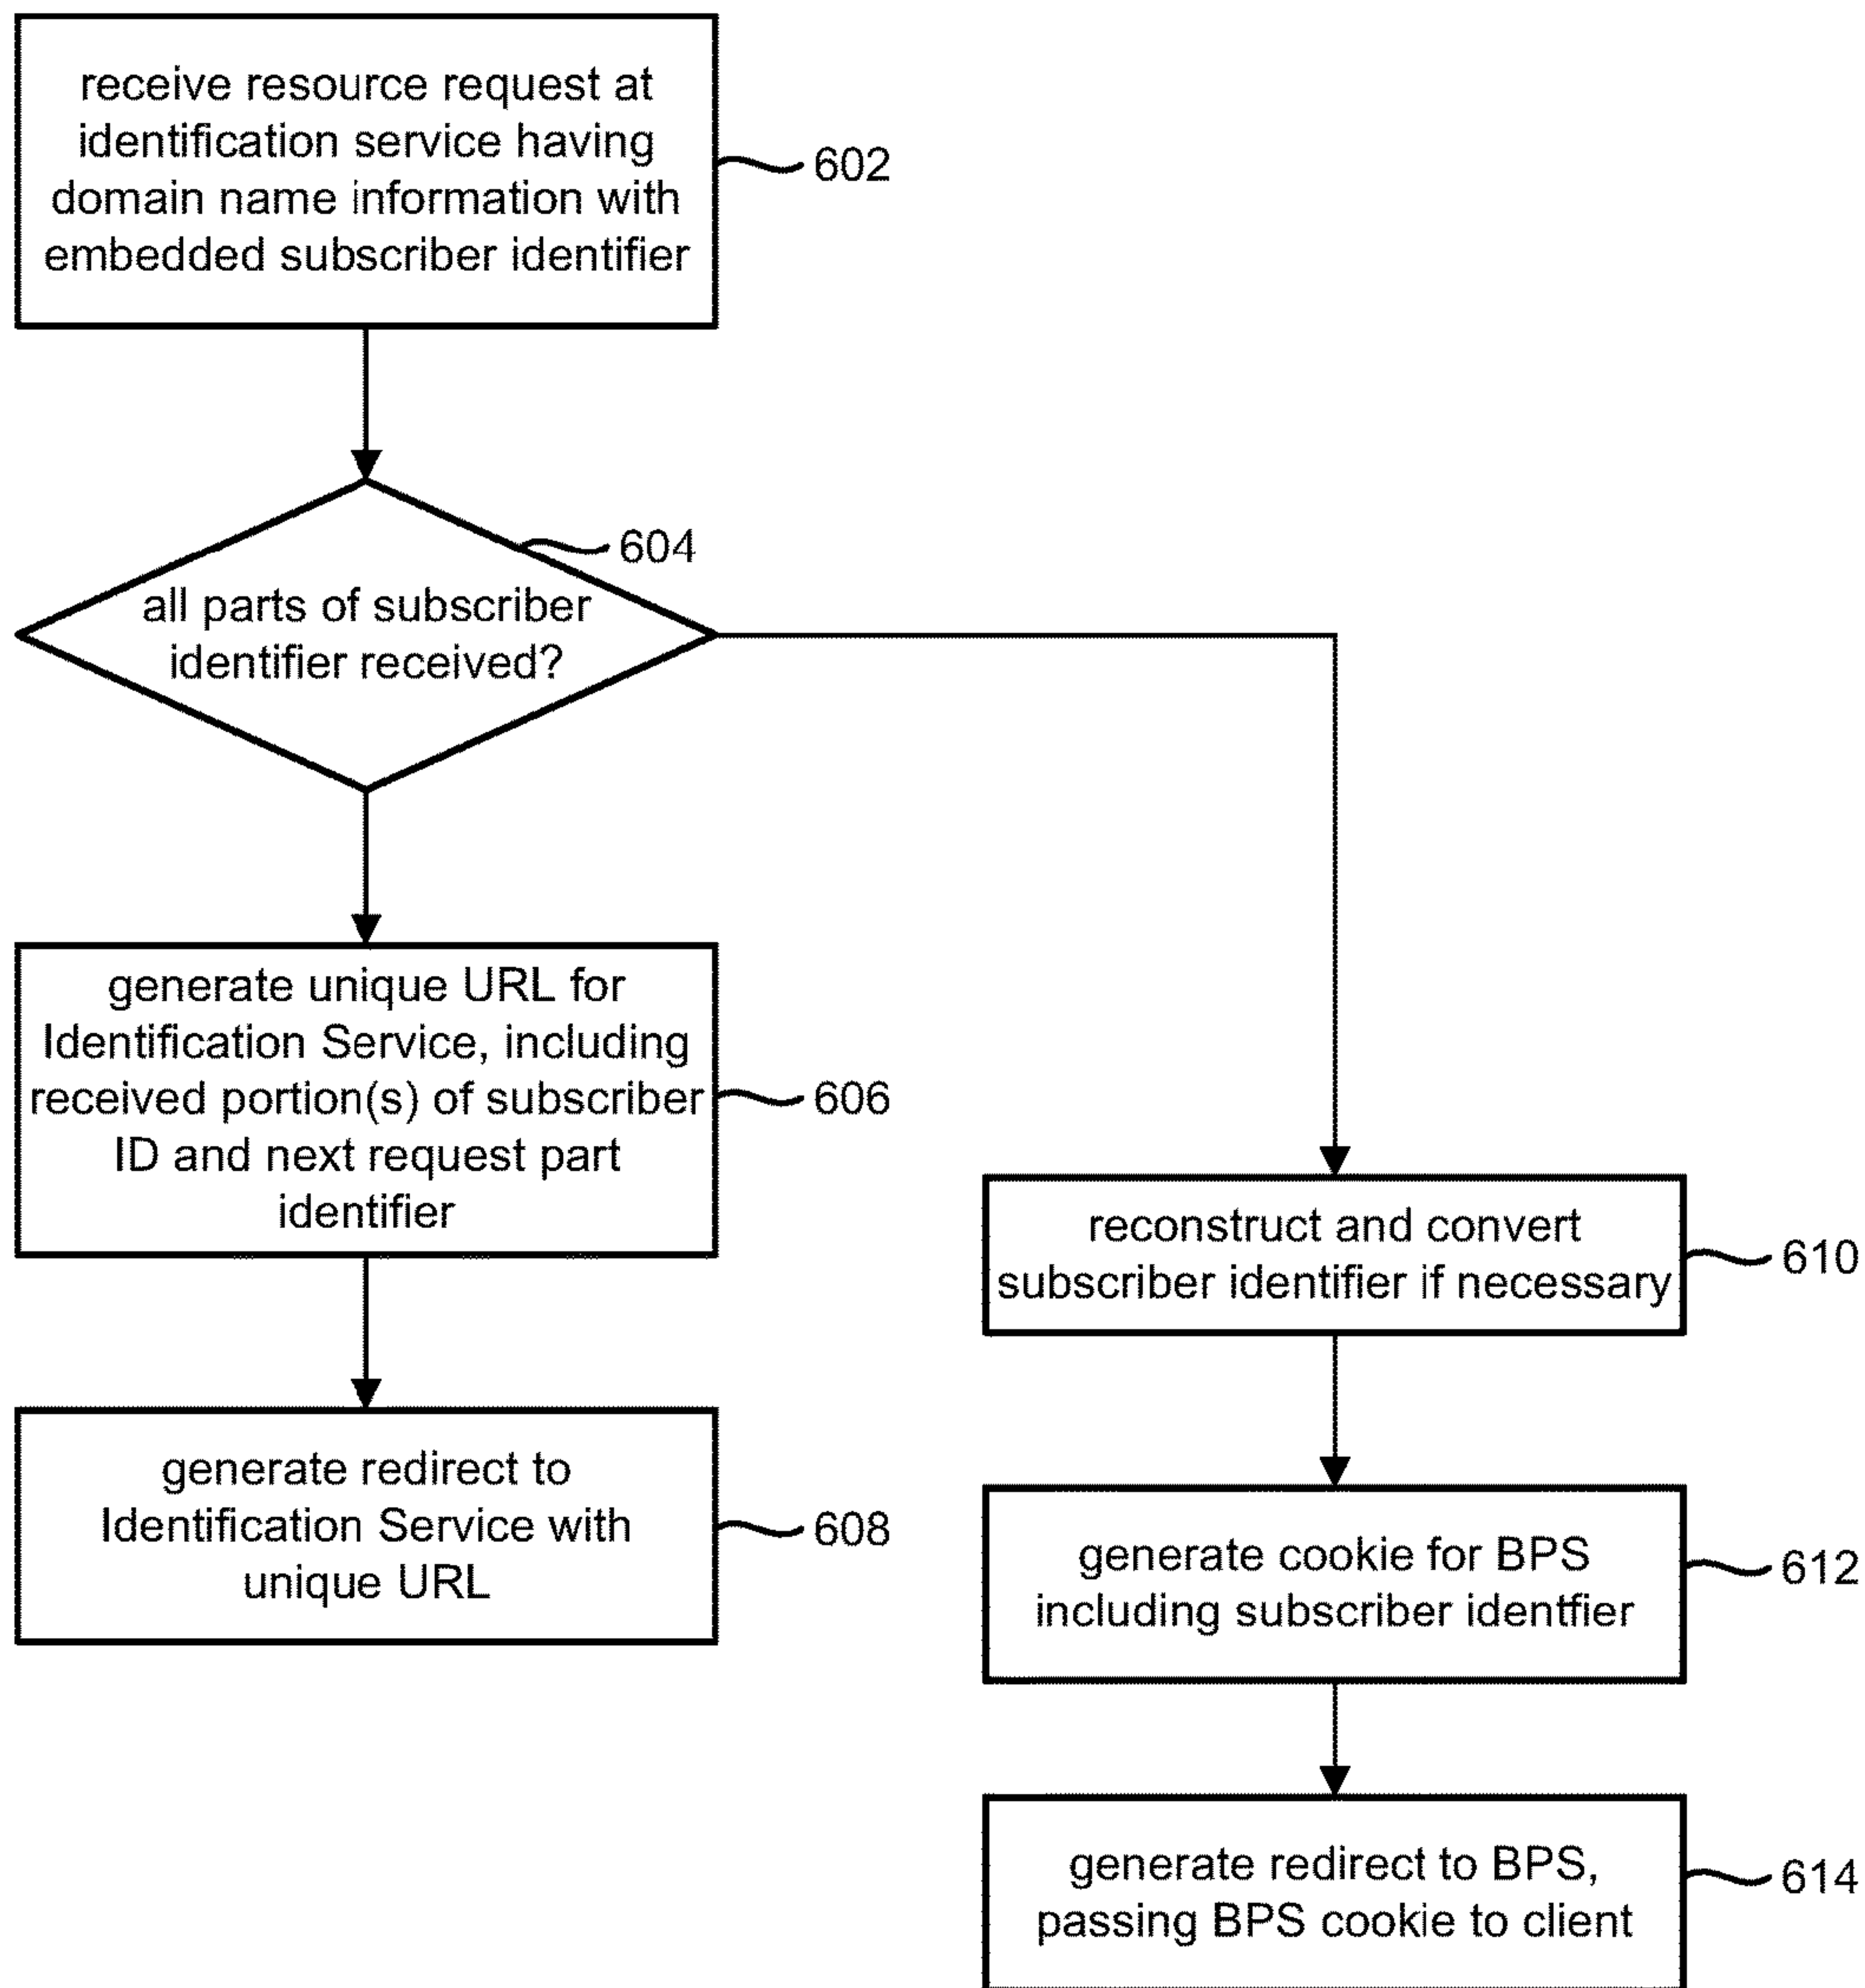 receive resource request at
identification service having
domain name information with
embedded subscriber identifier
602
604
all parts of subscriber
identifier received?
generate unique URL for
Identification Service, including
received portion(s) of subscriber
ID and next request part
identifier
606
generate redirect to
Identification Service with
unique URL
608
reconstruct and convert
subscriber identifier if necessary
610
generate cookie for BPS
including subscriber identfier
612
generate redirect to BPS,
passing BPS cookie to client
614